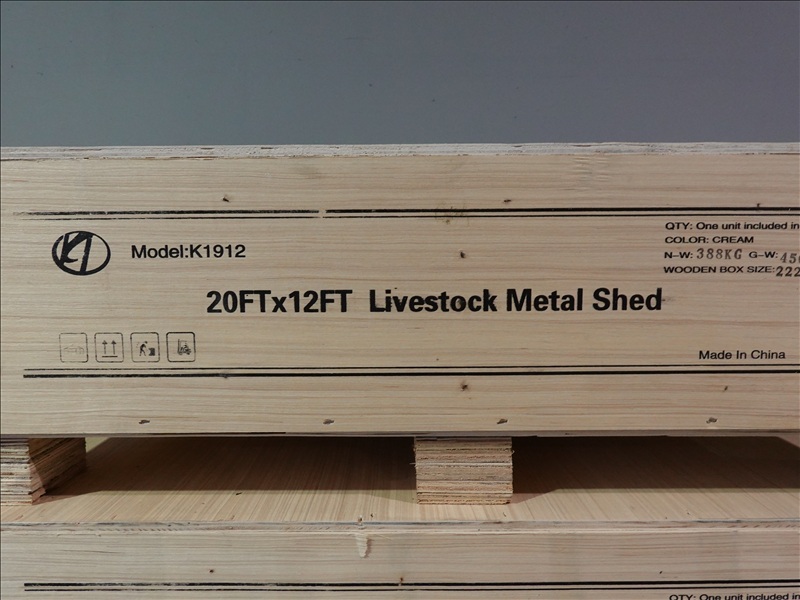 Model:K1912
QTY: One unit included in
COLOR: CREAM
N-W: 388KG G-W:
WOODEN BOX SIZE:
20FTx12FT Livestock Metal Shed
Made In China
QTY: One unit included in